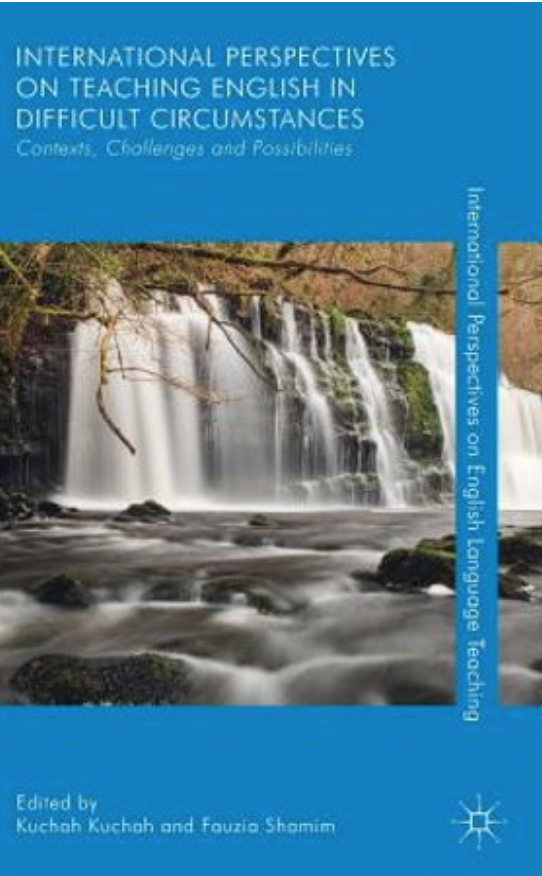 INTERNATIONAL PERSPECTIVES
ON TEACHING ENGLISH IN
DIFFICULT CIRCUMSTANCES
Contexts, Challenges and Possibilities
International Perspectives on English Language Teaching
Edited by
Kuchah Kuchah and Fauzia Shamim